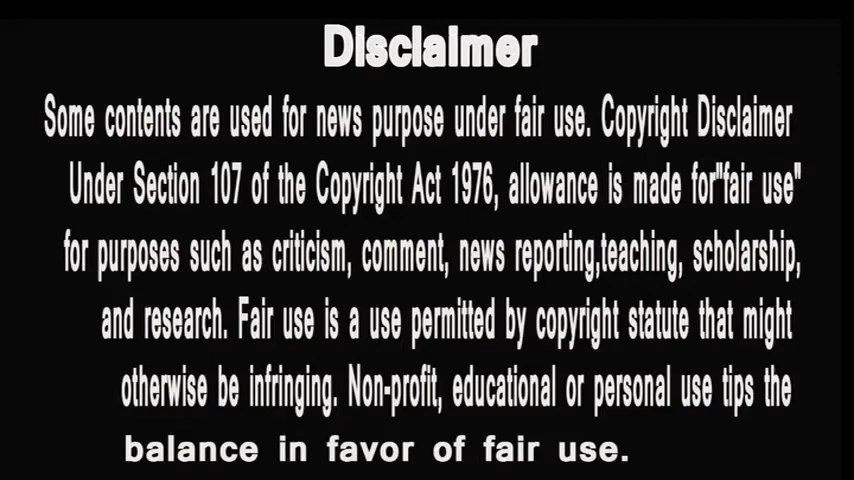 Disclaimer
Some contents are used for news purpose under fair use. Copyright Disclaimer
Under Section 107 of the Copyright Act 1976, allowance is made for"fair use"
for purposes such as criticism, comment, news reporting,teaching, scholarship,
and research. Fair use is a use permitted by copyright statute that might
otherwise be infringing. Non-profit, educational or personal use tips the
balance in favor of fair use.